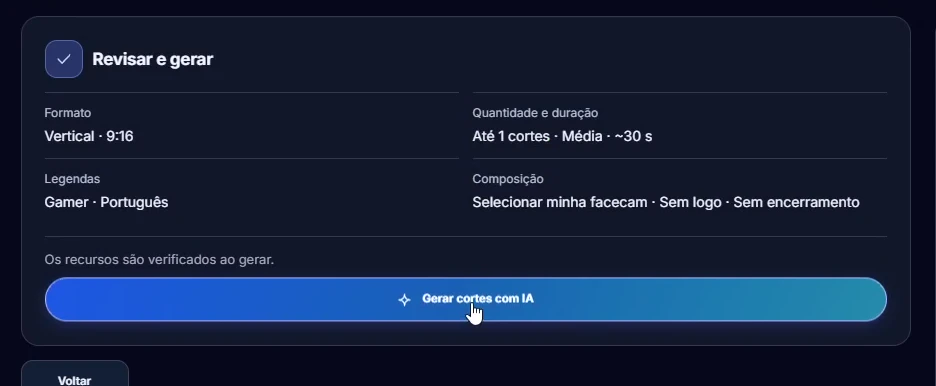 Revisar e gerar
Formato
Vertical · 9:16
Quantidade e duração
Até 1 cortes · Média · ~30 s
Legendas
Gamer · Português
Composição
Selecionar minha facecam · Sem logo · Sem encerramento
Os recursos são verificados ao gerar.
Gerar cortes com IA
Voltar